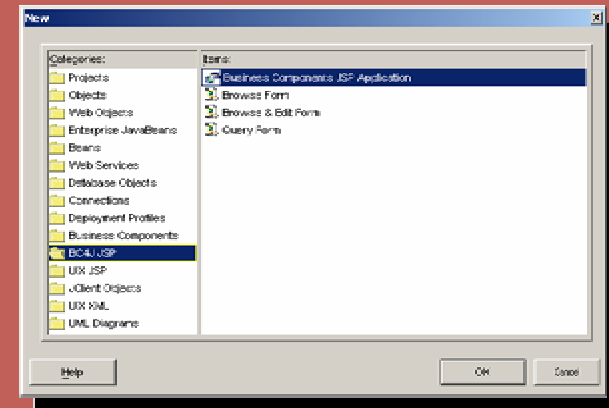 New
Categories:
Projects
Objects
Web Objects
Enterprise JavaBeans
Beans
Web Services
Database Objects
Connections
Deployment Profiles
Business Components
BC4J JSP
UIX JSP
JClient Objects
UIX XML
UML Diagrams
Items:
Business Components JSP Application
Browse Form
Browse & Edit Form
Query Form
Help
OK
Cancel